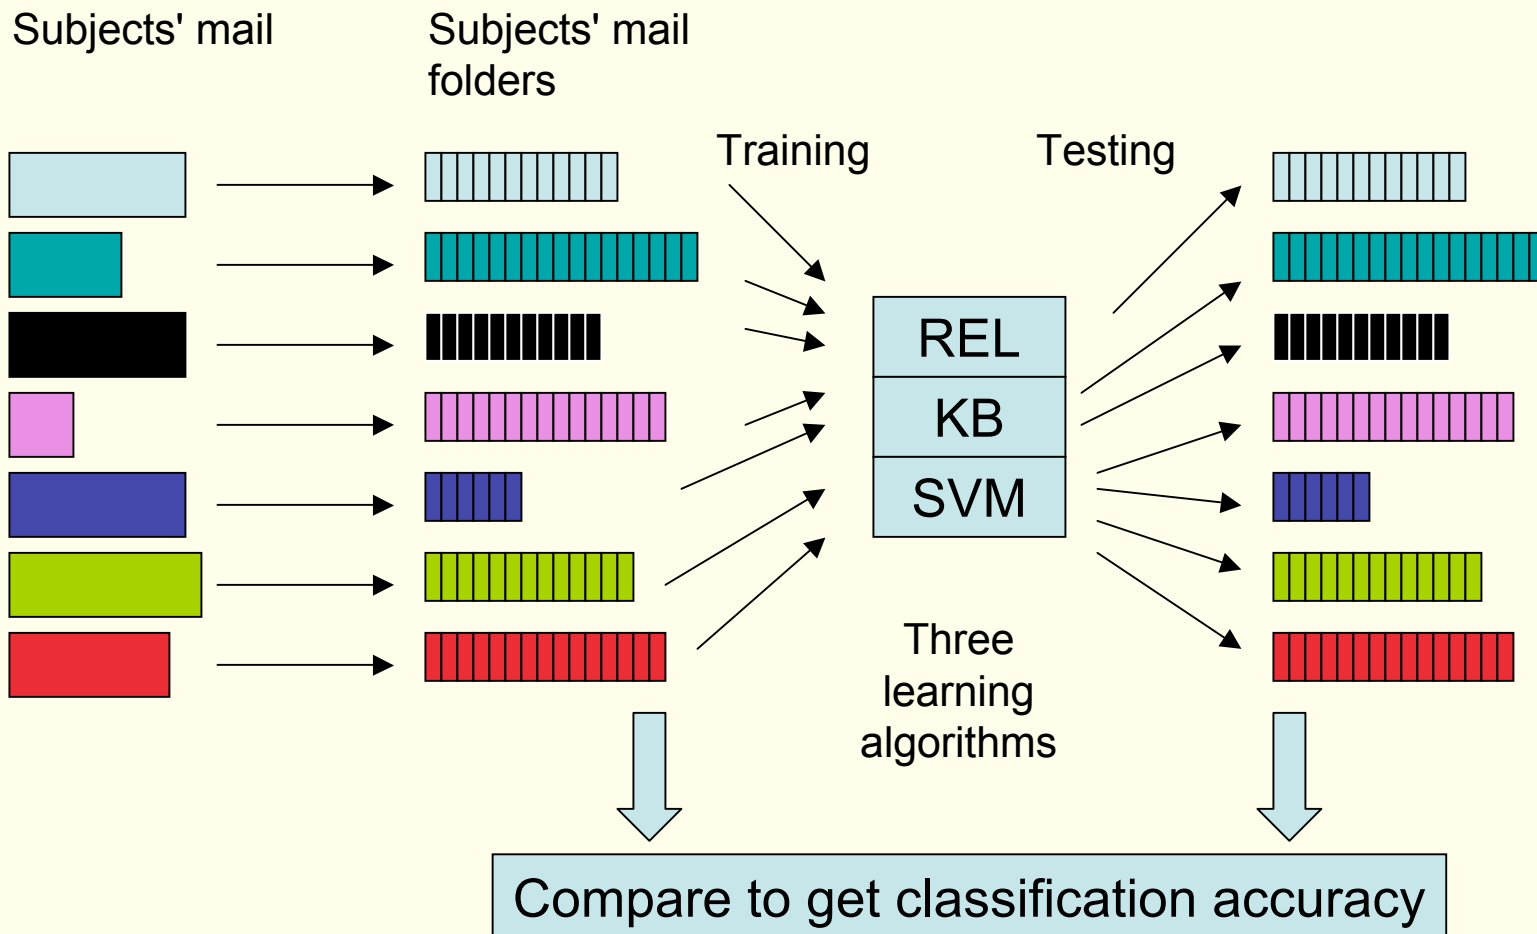 Subjects' mail
Subjects' mail
folders
Training
Testing
REL
KB
SVM
Three
learning
algorithms
Compare to get classification accuracy